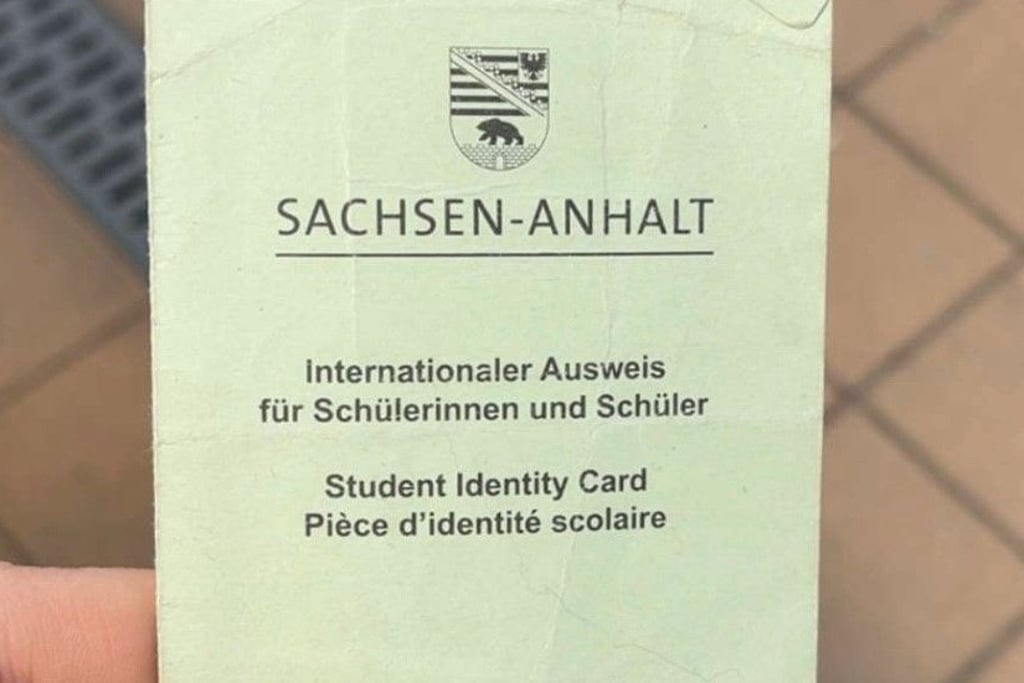 SACHSEN-ANHALT
Internationaler Ausweis
für Schülerinnen und Schüler
Student Identity Card
Pièce d'identité scolaire